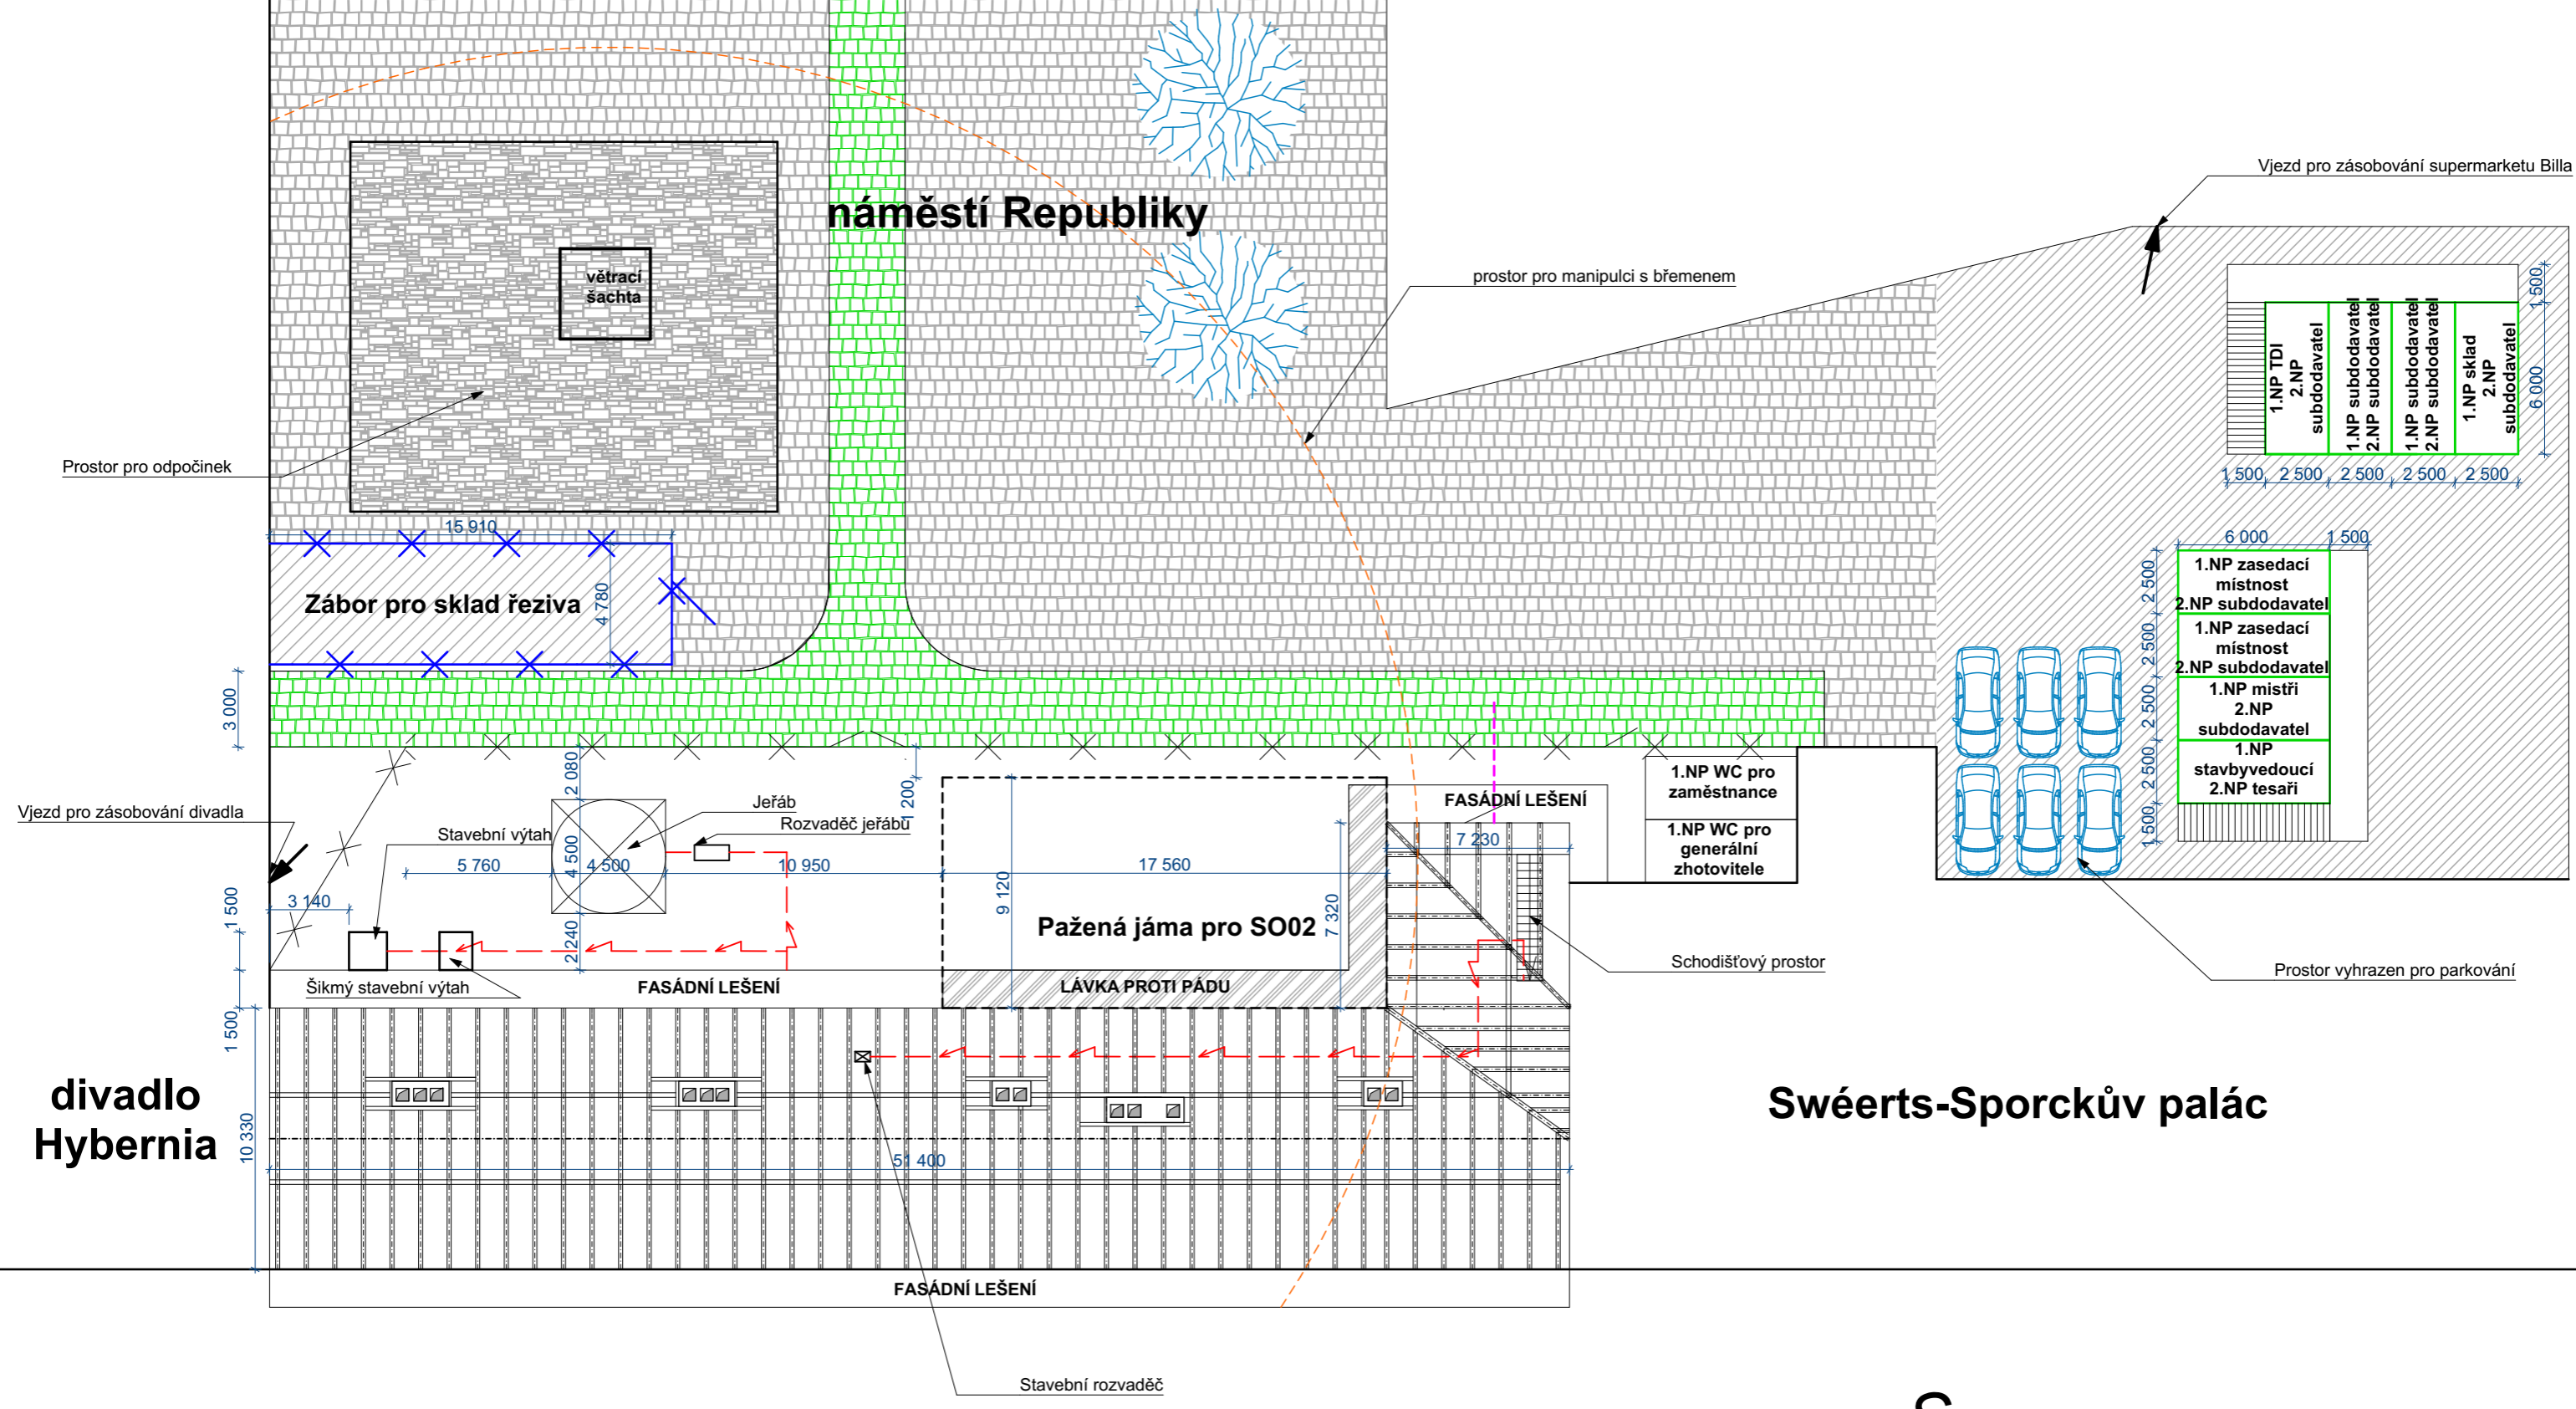 náměstí Republiky
větrací
šachta
Prostor pro odpočinek
prostor pro manipulci s břemenem
Vjezd pro zásobování supermarketu Billa
1 500
6 000
1.NP TDI
2.NP
subdodavatel
1.NP subdodavatel
2.NP subdodavatel
1.NP subdodavatel
2.NP subdodavatel
1.NP sklad
2.NP
subdodavatel
1 500
2 500
2 500
2 500
2 500
15 910
Zábor pro sklad řeziva
4 780
3 000
6 000
1 500
2 500
2 500
2 500
2 500
1 500
1.NP zasedací
místnost
2.NP subdodavatel
1.NP zasedací
místnost
2.NP subdodavatel
1.NP mistři
2.NP
subdodavatel
1.NP
stavbyvedoucí
2.NP tesaři
Vjezd pro zásobování divadla
2 080
Jeřáb
Rozvaděč jeřábu
Stavební výtah
1 200
5 760
4 500
4 500
10 950
17 560
9 120
7 320
7 230
FASÁDNÍ LEŠENÍ
1.NP WC pro
zaměstnance
1.NP WC pro
generální
zhotovitele
3 140
1 500
2 240
Pažená jáma pro SO02
Schodišťový prostor
Prostor vyhrazen pro parkování
Šikmý stavební výtah
FASÁDNÍ LEŠENÍ
LÁVKA PROTI PÁDU
1 500
divadlo
Hybernia
10 330
51 400
Swéerts-Sporckův palác
FASÁDNÍ LEŠENÍ
Stavební rozvaděč
S